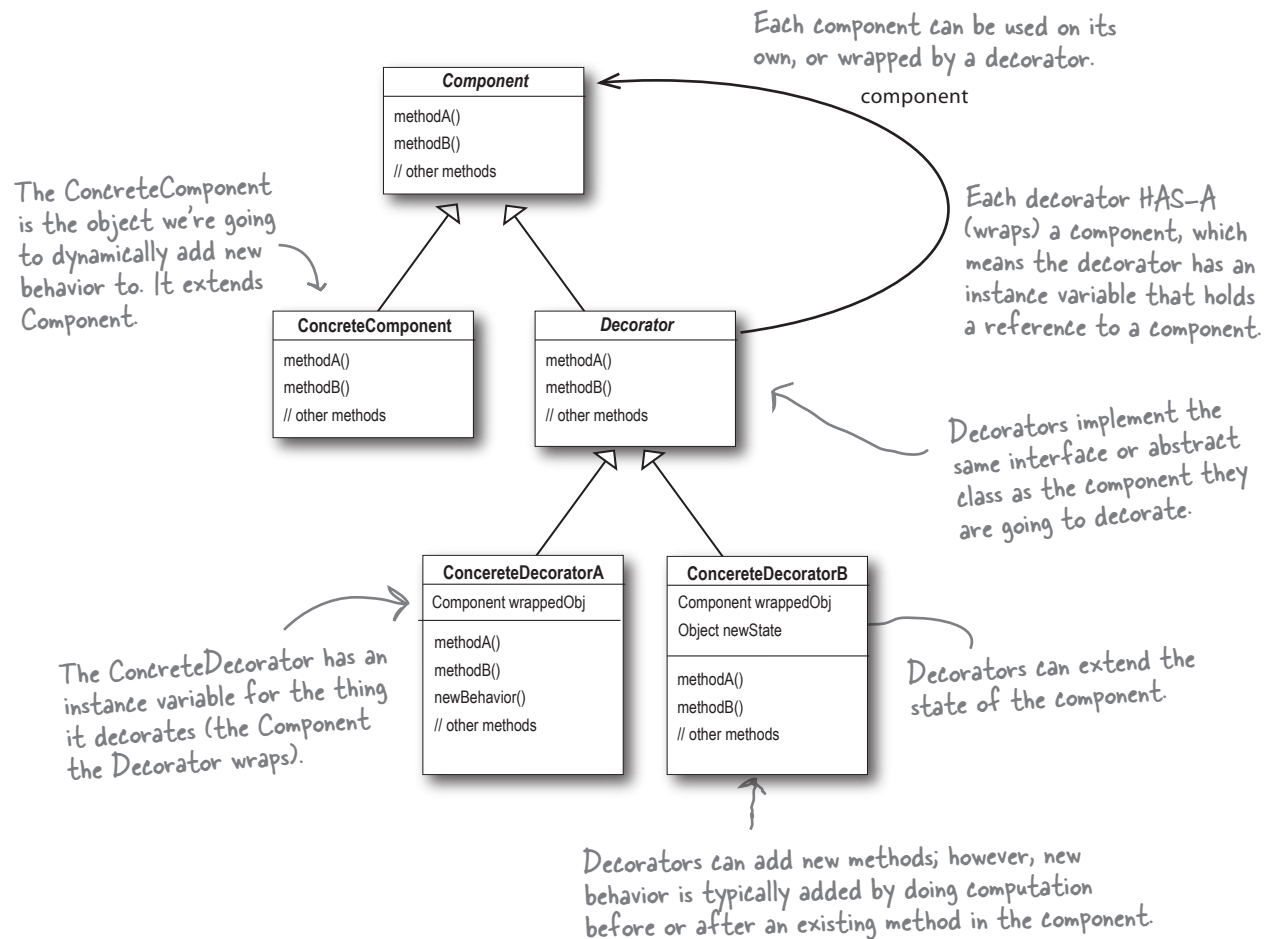 Each component can be used on its
own, or wrapped by a decorator.
component
Component
methodA()
methodB()
// other methods
The ConcreteComponent
is the object we're going
to dynamically add new
behavior to. It extends
Component.
Each decorator HAS-A
(wraps) a component, which
means the decorator has an
instance variable that holds
a reference to a component.
ConcreteComponent
methodA()
methodB()
// other methods
Decorator
methodA()
methodB()
// other methods
Decorators implement the
same interface or abstract
class as the component they
are going to decorate.
ConcereteDecoratorA
Component wrappedObj
methodA()
methodB()
newBehavior()
// other methods
ConcereteDecoratorB
Component wrappedObj
Object newState
methodA()
methodB()
// other methods
The ConcreteDecorator has an
instance variable for the thing
it decorates (the Component
the Decorator wraps).
Decorators can extend the
state of the component.
Decorators can add new methods; however, new
behavior is typically added by doing computation
before or after an existing method in the component.